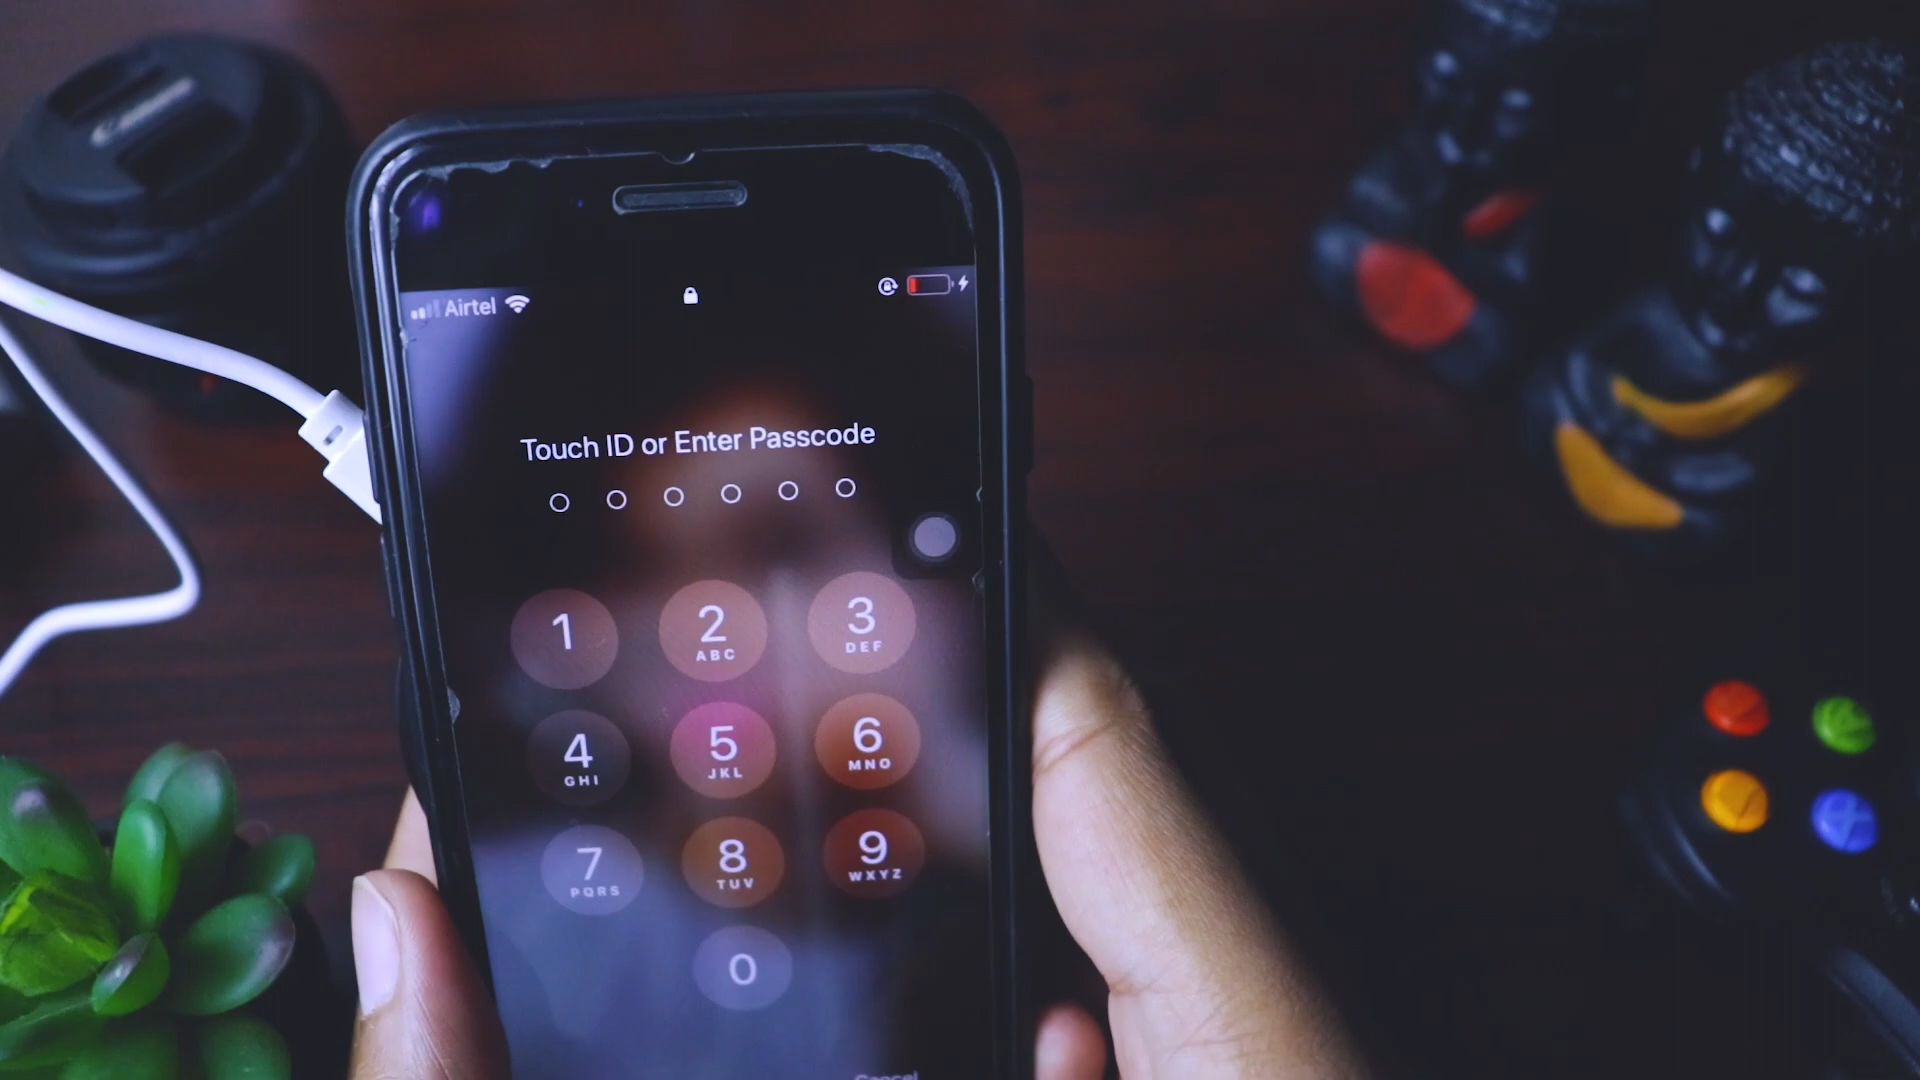 Airtel
Touch ID or Enter Passcode
1
2
ABC
3
DEF
4
GHI
5
JKL
6
MNO
7
PQRS
8
TUV
9
WXYZ
0
Cancel